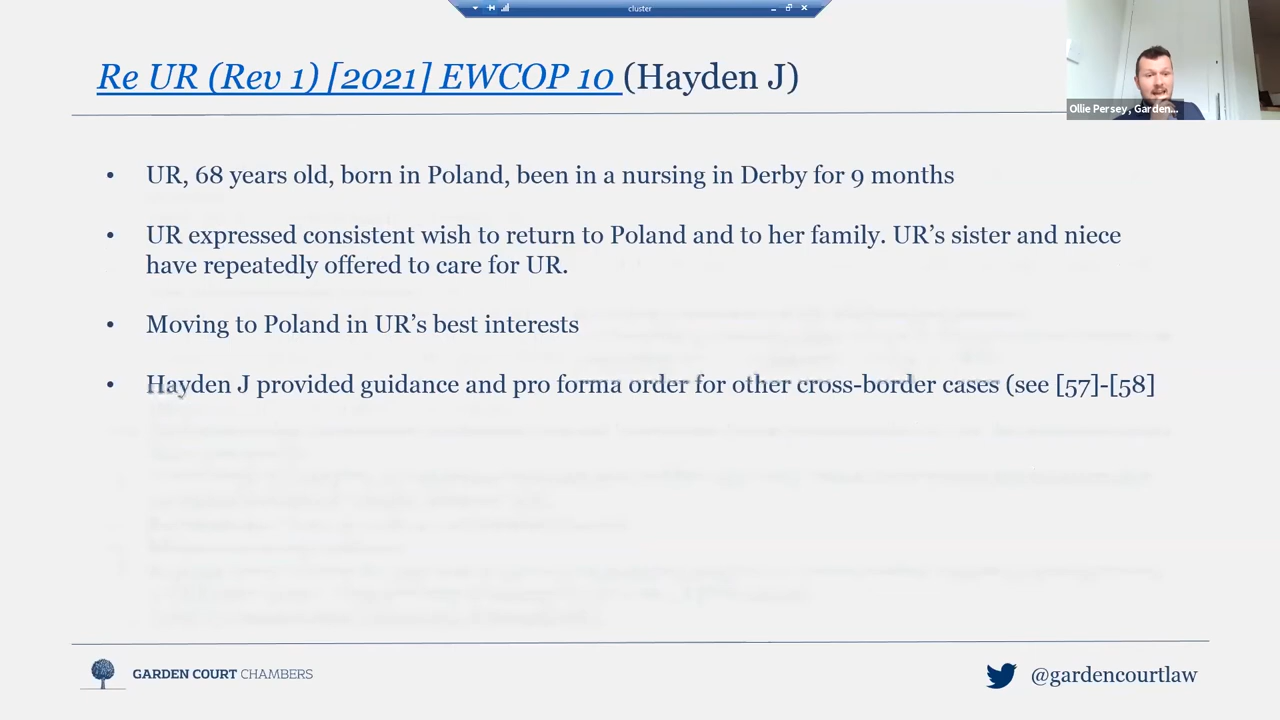 cluster
Re UR (Rev 1) [2021] EWCOP 10 (Hayden J)
Ollie Persey, Garden...
• UR, 68 years old, born in Poland, been in a nursing in Derby for 9 months
• UR expressed consistent wish to return to Poland and to her family. UR’s sister and niece
have repeatedly offered to care for UR.
• Moving to Poland in UR’s best interests
• Hayden J provided guidance and pro forma order for other cross-border cases (see [57]-[58]
GARDEN COURT CHAMBERS
@gardencourtlaw